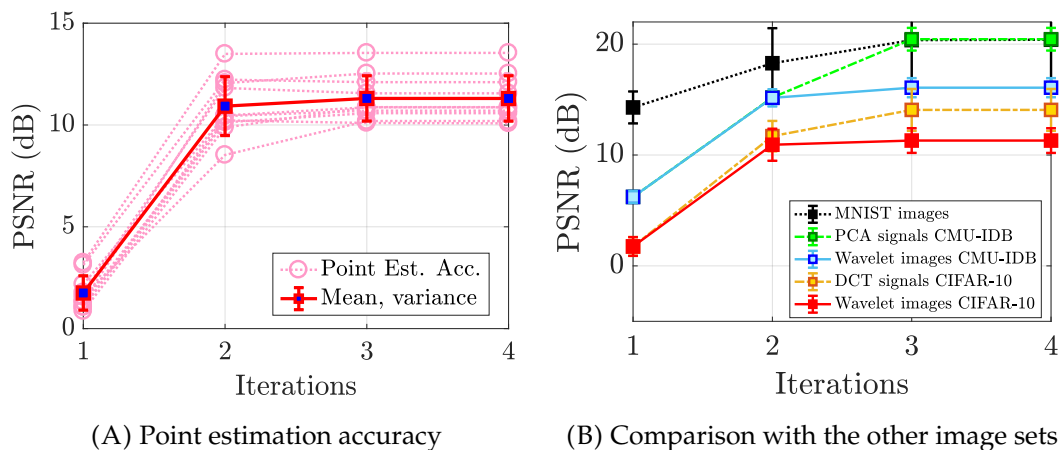 15
10
5
0
PSNR (dB)
Point Est. Acc.
Mean, variance
1 2 3 4
Iterations
(A) Point estimation accuracy
20
10
0
PSNR (dB)
MNIST images
PCA signals CMU-IDB
Wavelet images CMU-IDB
DCT signals CIFAR-10
Wavelet images CIFAR-10
1 2 3 4
Iterations
(B) Comparison with the other image sets